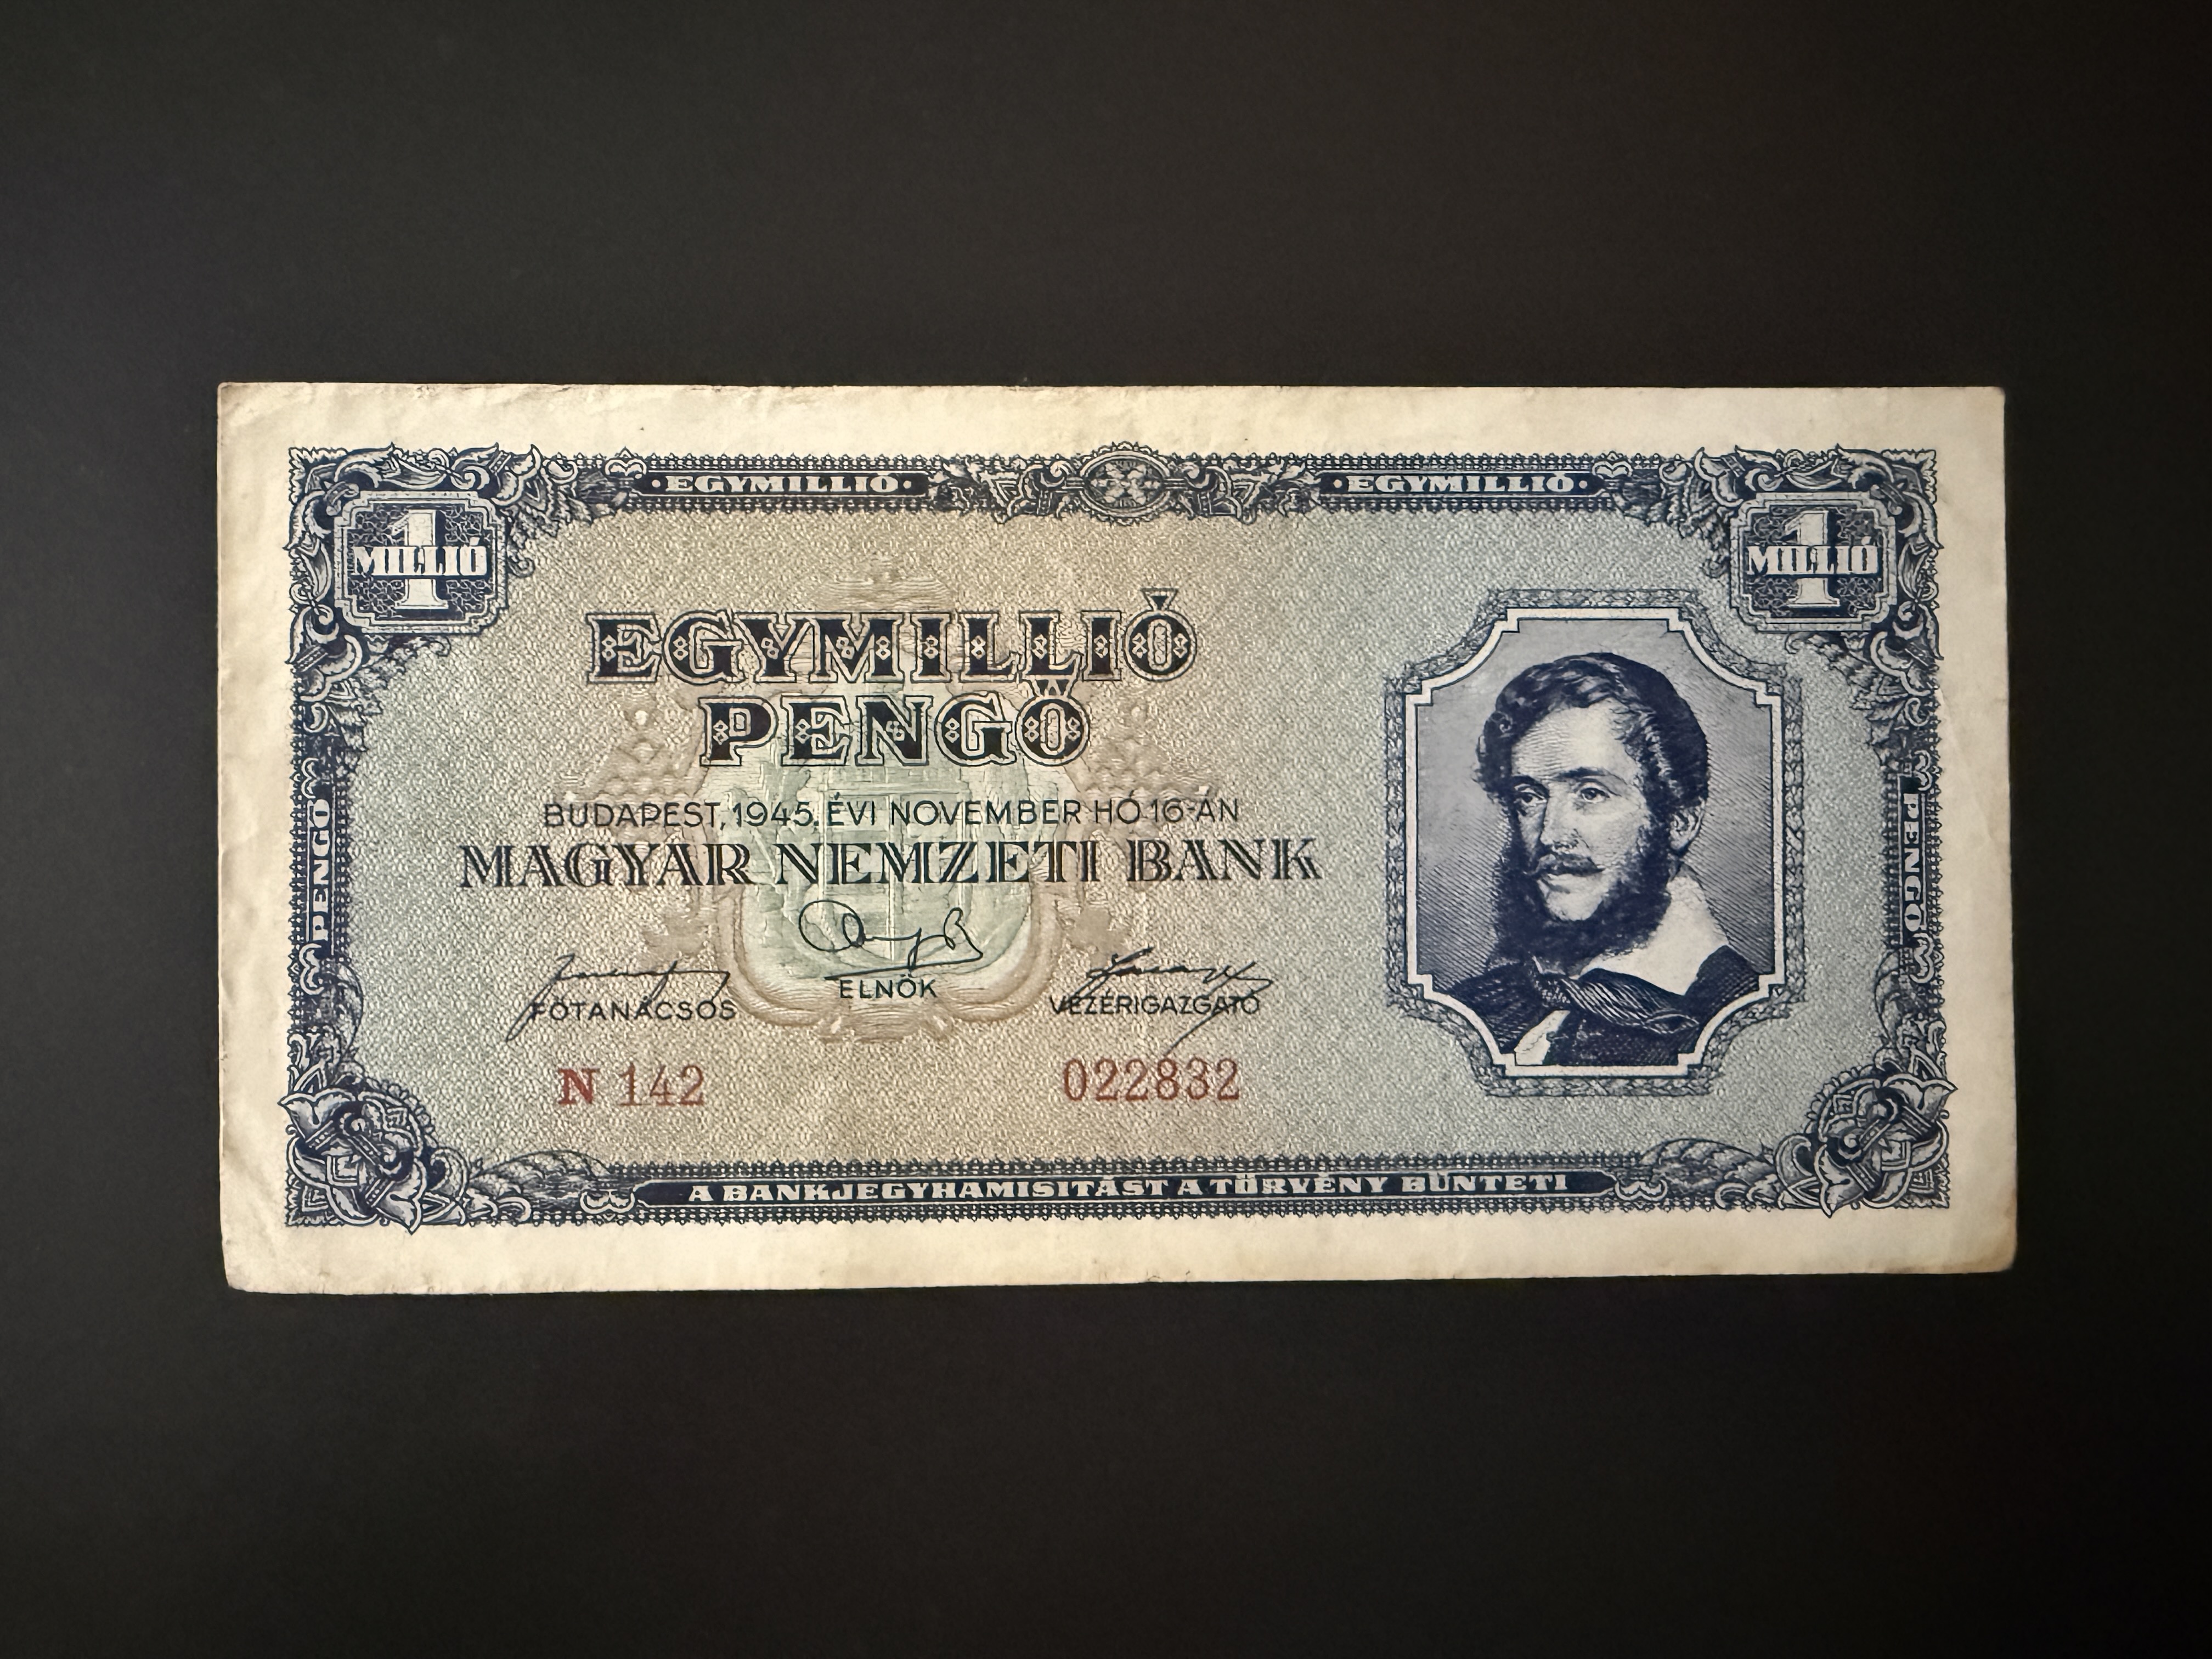 ·EGYMILLIÓ· ·EGYMILLIÓ·
1 MILLIÓ
1 MILLIÓ
EGYMILLIÓ
PENGŐ
BUDAPEST, 1945. ÉVI NOVEMBER HÓ 16-ÁN
MAGYAR NEMZETI BANK
ELNÖK
FŐTANÁCSOS VEZÉRIGAZGATÓ
N 142 022832
PENGŐ
PENGŐ
A BANKJEGYHAMISITÁST A TÖRVÉNY BÜNTETI